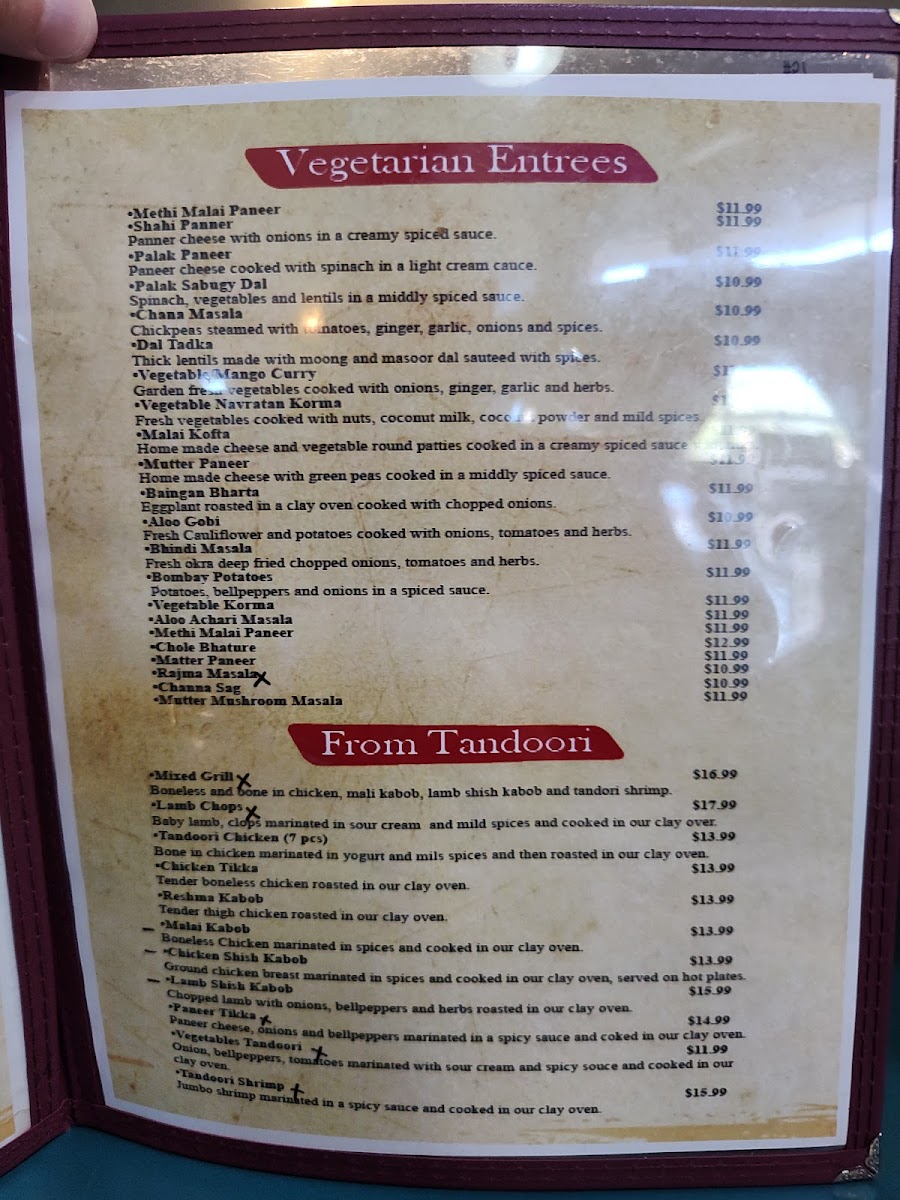 Vegetarian Entrees
•Methi Malai Paneer $11.99
•Shahi Panner $11.99
Panner cheese with onions in a creamy spiced sauce.
•Palak Paneer $11.99
Paneer cheese cooked with spinach in a light cream cauce.
•Palak Sabugy Dal $10.99
Spinach, vegetables and lentils in a middly spiced sauce.
•Chana Masala $10.99
Chickpeas steamed with tomatoes, ginger, garlic, onions and spices.
•Dal Tadka $10.99
Thick lentils made with moong and masoor dal sauteed with spices.
•Vegetable Mango Curry
Garden fresh vegetables cooked with onions, ginger, garlic and herbs.
•Vegetable Navratan Korma
Fresh vegetables cooked with nuts, coconut milk, powder and mild spices.
•Malai Kofta
Home made cheese and vegetable round patties cooked in a creamy spiced sauce
•Mutter Paneer $11.99
Home made cheese with green peas cooked in a middly spiced sauce.
•Baingan Bharta $11.99
Eggplant roasted in a clay oven cooked with chopped onions.
•Aloo Gobi $10.99
Fresh Cauliflower and potatoes cooked with onions, tomatoes and herbs.
•Bhindi Masala $11.99
Fresh okra deep fried chopped onions, tomatoes and herbs.
•Bombay Potatoes $11.99
Potatoes, bellpeppers and onions in a spiced sauce.
•Vegetable Korma $11.99
•Aloo Achari Masala $11.99
•Methi Malai Paneer $11.99
•Chole Bhature $12.99
•Matter Paneer $11.99
•Rajma Masala $10.99
•Channa Sag $10.99
•Mutter Mushroom Masala $11.99
From Tandoori
•Mixed Grill $16.99
Boneless and bone in chicken, mali kabob, lamb shish kabob and tandori shrimp.
•Lamb Chops $17.99
Baby lamb, clops marinated in sour cream and mild spices and cooked in our clay over.
•Tandoori Chicken (7 pcs) $13.99
Bone in chicken marinated in yogurt and mils spices and then roasted in our clay oven.
•Chicken Tikka $13.99
Tender boneless chicken roasted in our clay oven.
•Reshma Kabob $13.99
Tender thigh chicken roasted in our clay oven.
•Malai Kabob $13.99
Boneless Chicken marinated in spices and cooked in our clay oven.
•Chicken Shish Kabob $13.99
Ground chicken breast marinated in spices and cooked in our clay oven, served on hot plates.
•Lamb Shish Kabob $15.99
Chopped lamb with onions, bellpeppers and herbs roasted in our clay oven.
•Paneer Tikka $14.99
Paneer cheese, onions and bellpeppers marinated in a spicy sauce and coked in our clay oven.
•Vegetables Tandoori $11.99
Onion, bellpeppers, tomatoes marinated with sour cream and spicy souce and cooked in our
clay oven.
•Tandoori Shrimp $15.99
Jumbo shrimp marinated in a spicy sauce and cooked in our clay oven.